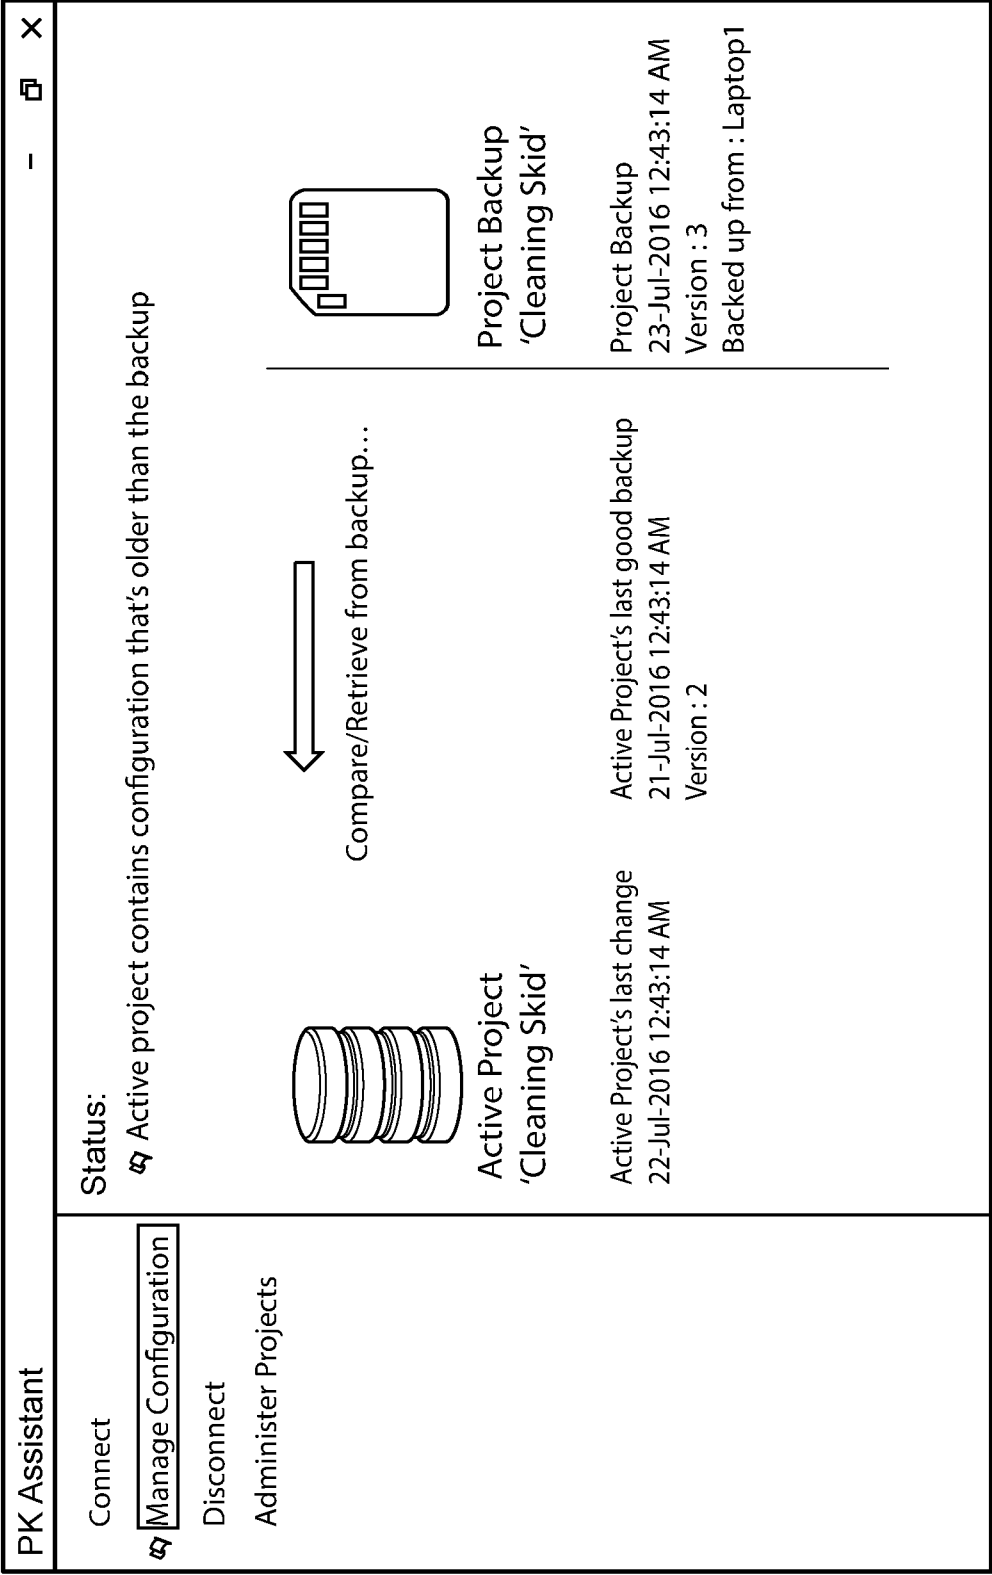 PK Assistant
Connect
Manage Configuration
Disconnect
Administer Projects
Status:
Active project contains configuration that's older than the backup
Compare/Retrieve from backup...
Active Project
'Cleaning Skid'
Project Backup
'Cleaning Skid'
Active Project's last change
22-Jul-2016 12:43:14 AM
Active Project's last good backup
21-Jul-2016 12:43:14 AM
Version : 2
Project Backup
23-Jul-2016 12:43:14 AM
Version : 3
Backed up from : Laptop1